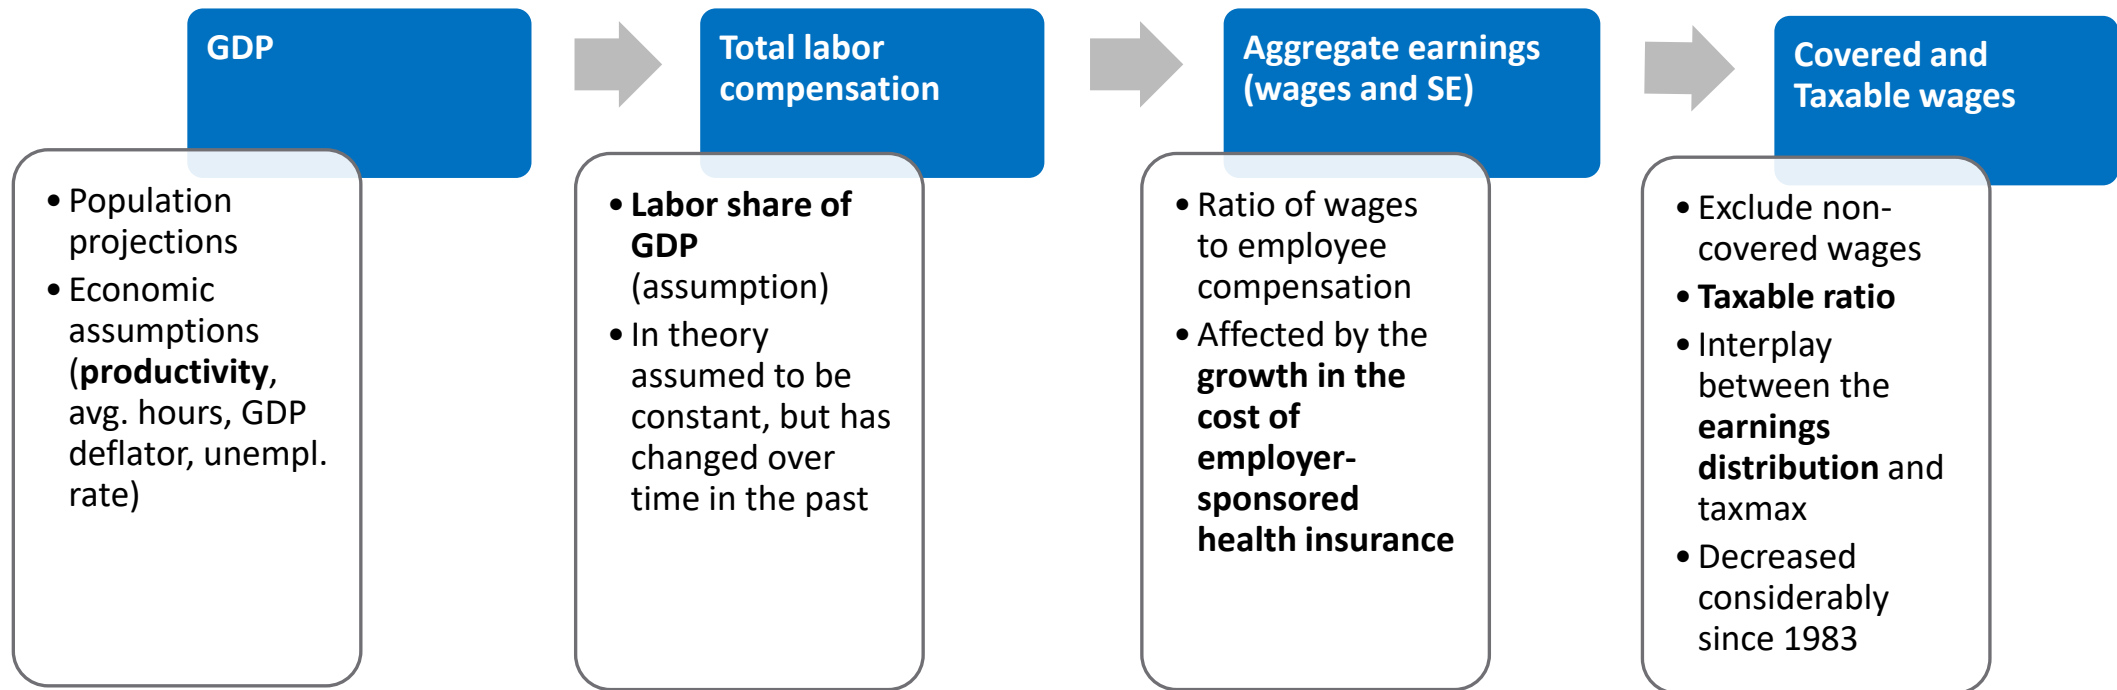 GDP
• Population
projections
• Economic
assumptions
(productivity,
avg. hours, GDP
deflator, unempl.
rate)
Total labor
compensation
• Labor share of
GDP
(assumption)
• In theory
assumed to be
constant, but has
changed over
time in the past
Aggregate earnings
(wages and SE)
• Ratio of wages
to employee
compensation
• Affected by the
growth in the
cost of
employer-
sponsored
health insurance
Covered and
Taxable wages
• Exclude non-
covered wages
• Taxable ratio
• Interplay
between the
earnings
distribution and
taxmax
• Decreased
considerably
since 1983